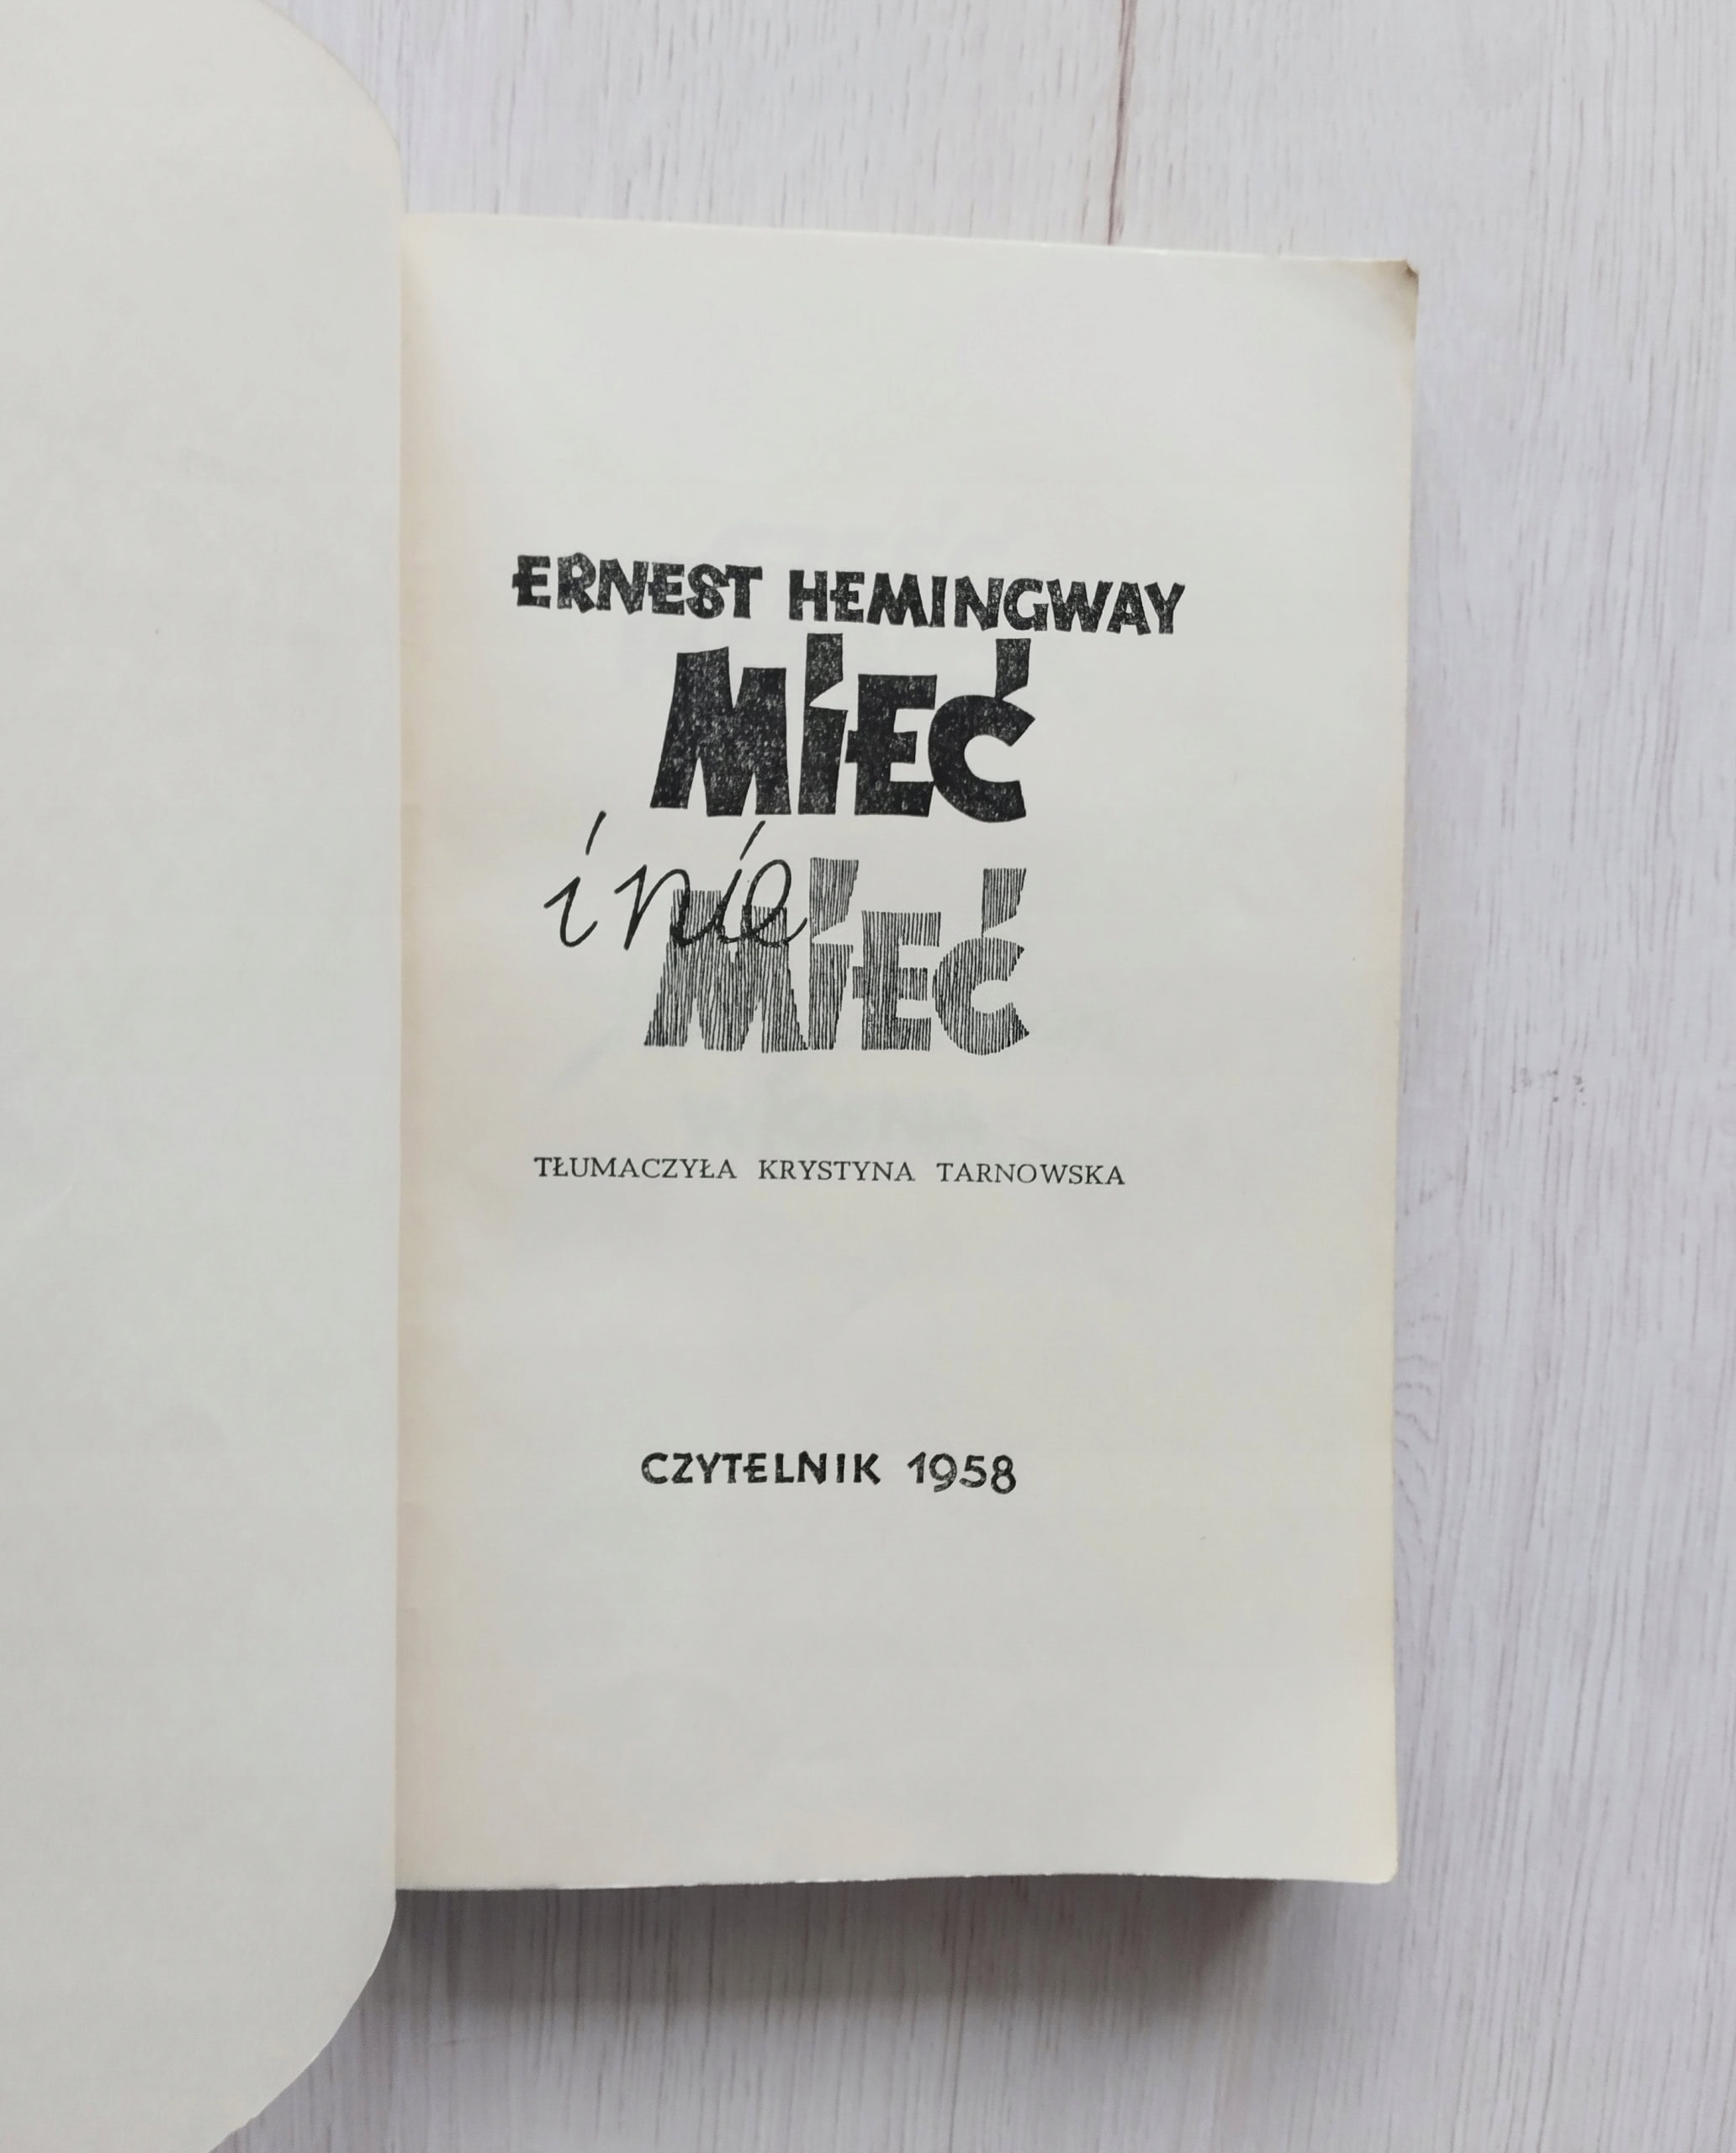 ERNEST HEMINGWAY
MIEĆ
i nie
MIEĆ
TŁUMACZYŁA KRYSTYNA TARNOWSKA
CZYTELNIK 1958